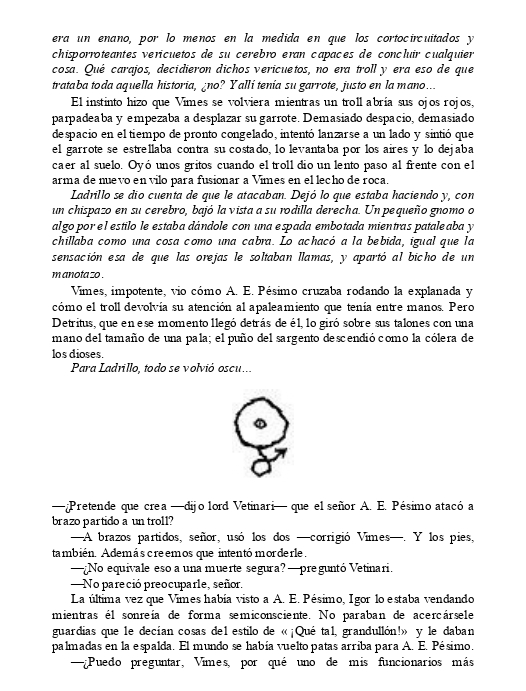 era un enano, por lo menos en la medida en que los cortocircuitados y
chisporroteantes vericuetos de su cerebro eran capaces de concluir cualquier
cosa. Qué carajos, decidieron dichos vericuetos, no era troll y era eso de que
trataba toda aquella historia, ¿no? Y allí tenía su garrote, justo en la mano...
El instinto hizo que Vimes se volviera mientras un troll abría sus ojos rojos,
parpadeaba y empezaba a desplazar su garrote. Demasiado despacio, demasiado
despacio en el tiempo de pronto congelado, intentó lanzarse a un lado y sintió que
el garrote se estrellaba contra su costado, lo levantaba por los aires y lo dejaba
caer al suelo. Oyó unos gritos cuando el troll dio un lento paso al frente con el
arma de nuevo en vilo para fusionar a Vimes en el lecho de roca.
Ladrillo se dio cuenta de que le atacaban. Dejó lo que estaba haciendo y, con
un chispazo en su cerebro, bajó la vista a su rodilla derecha. Un pequeño gnomo o
algo por el estilo le estaba dándole con una espada embotada mientras pataleaba y
chillaba como una cosa como una cabra. Lo achacó a la bebida, igual que la
sensación esa de que las orejas le soltaban llamas, y apartó al bicho de un
manotazo.
Vimes, impotente, vio cómo A. E. Pésimo cruzaba rodando la explanada y
cómo el troll devolvía su atención al apaleamiento que tenía entre manos. Pero
Detritus, que en ese momento llegó detrás de él, lo giró sobre sus talones con una
mano del tamaño de una pala; el puño del sargento descendió como la cólera de
los dioses.
Para Ladrillo, todo se volvió oscu...
—¿Pretende que crea —dijo lord Vetinari— que el señor A. E. Pésimo atacó a
brazo partido a un troll?
—A brazos partidos, señor, usó los dos —corrigió Vimes—. Y los pies,
también. Además creemos que intentó morderle.
—¿No equivale eso a una muerte segura? —preguntó Vetinari.
—No pareció preocuparle, señor.
La última vez que Vimes había visto a A. E. Pésimo, Igor lo estaba vendando
mientras él sonreía de forma semiconsciente. No paraban de acercársele
guardias que le decían cosas del estilo de «¡Qué tal, grandullón!» y le daban
palmadas en la espalda. El mundo se había vuelto patas arriba para A. E. Pésimo.
—¿Puedo preguntar, Vimes, por qué uno de mis funcionarios más